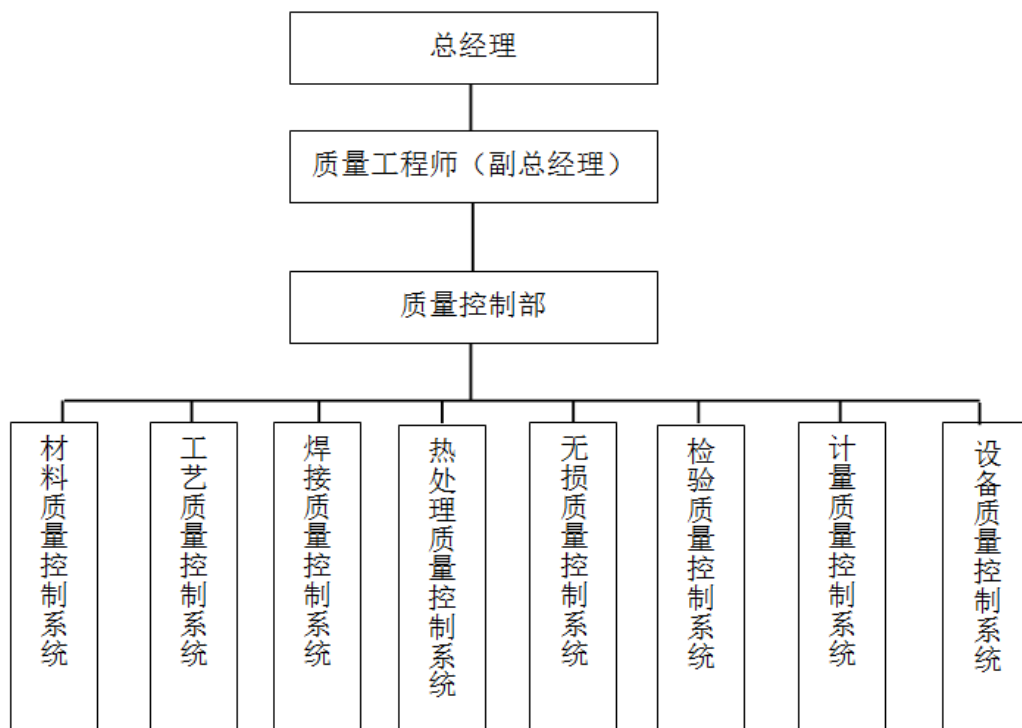 总经理
质量工程师（副总经理）
质量控制部
材料质量控制系统
工艺质量控制系统
焊接质量控制系统
热处理质量控制系统
无损质量控制系统
检验质量控制系统
计量质量控制系统
设备质量控制系统